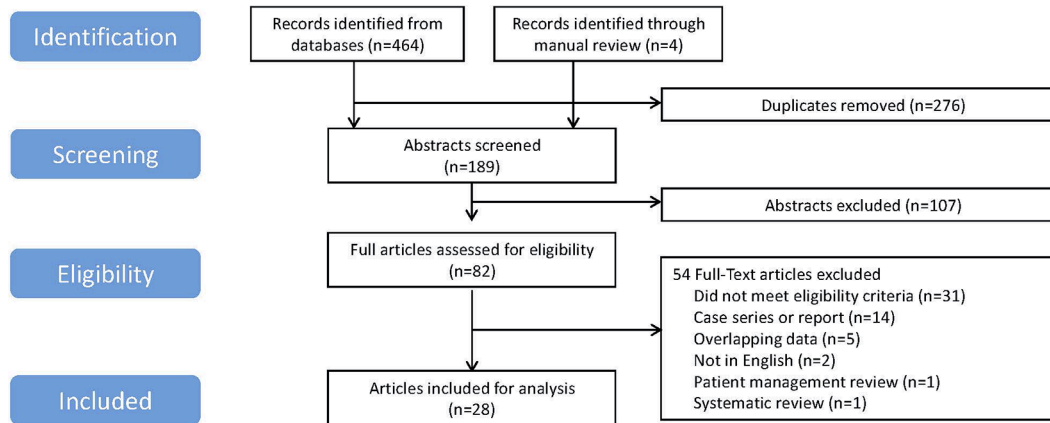 Identification
Records identified from
databases (n=464)
Records identified through
manual review (n=4)
Duplicates removed (n=276)
Screening
Abstracts screened
(n=189)
Abstracts excluded (n=107)
Eligibility
Full articles assessed for eligibility
(n=82)
54 Full-Text articles excluded
Did not meet eligibility criteria (n=31)
Case series or report (n=14)
Overlapping data (n=5)
Not in English (n=2)
Patient management review (n=1)
Systematic review (n=1)
Included
Articles included for analysis
(n=28)